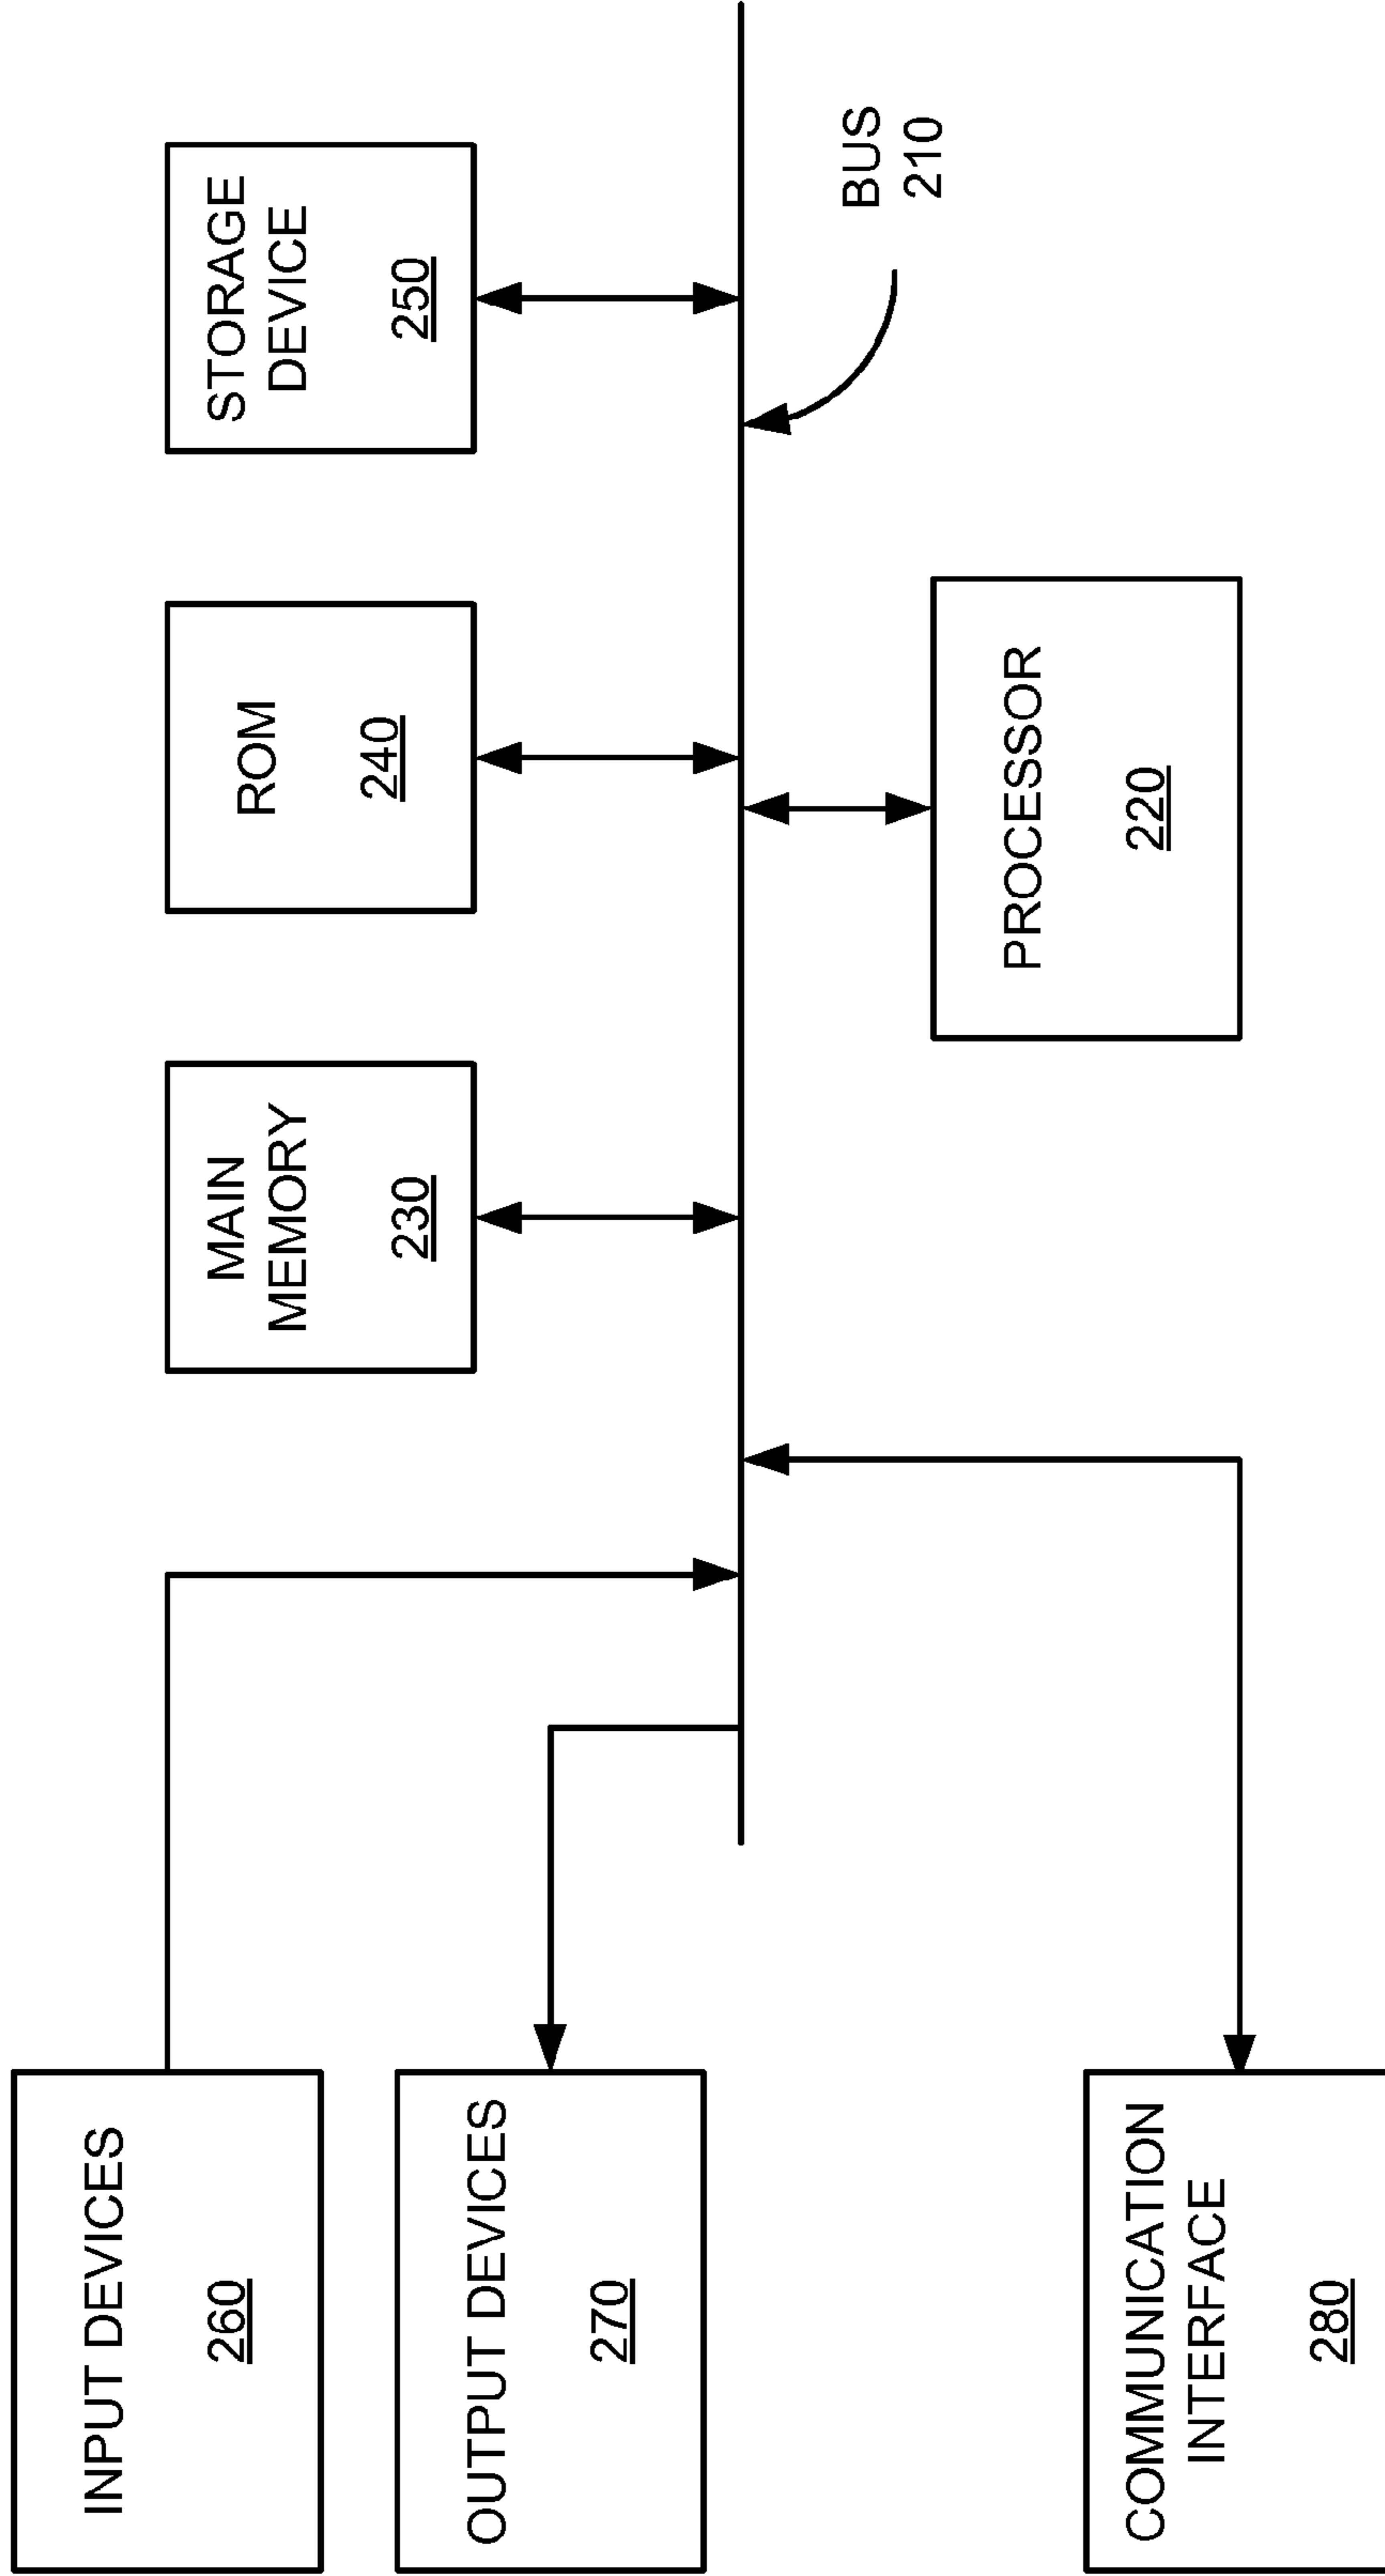 INPUT DEVICES
260
OUTPUT DEVICES
270
COMMUNICATION
INTERFACE
280
MAIN
MEMORY
230
ROM
240
STORAGE
DEVICE
250
PROCESSOR
220
BUS
210